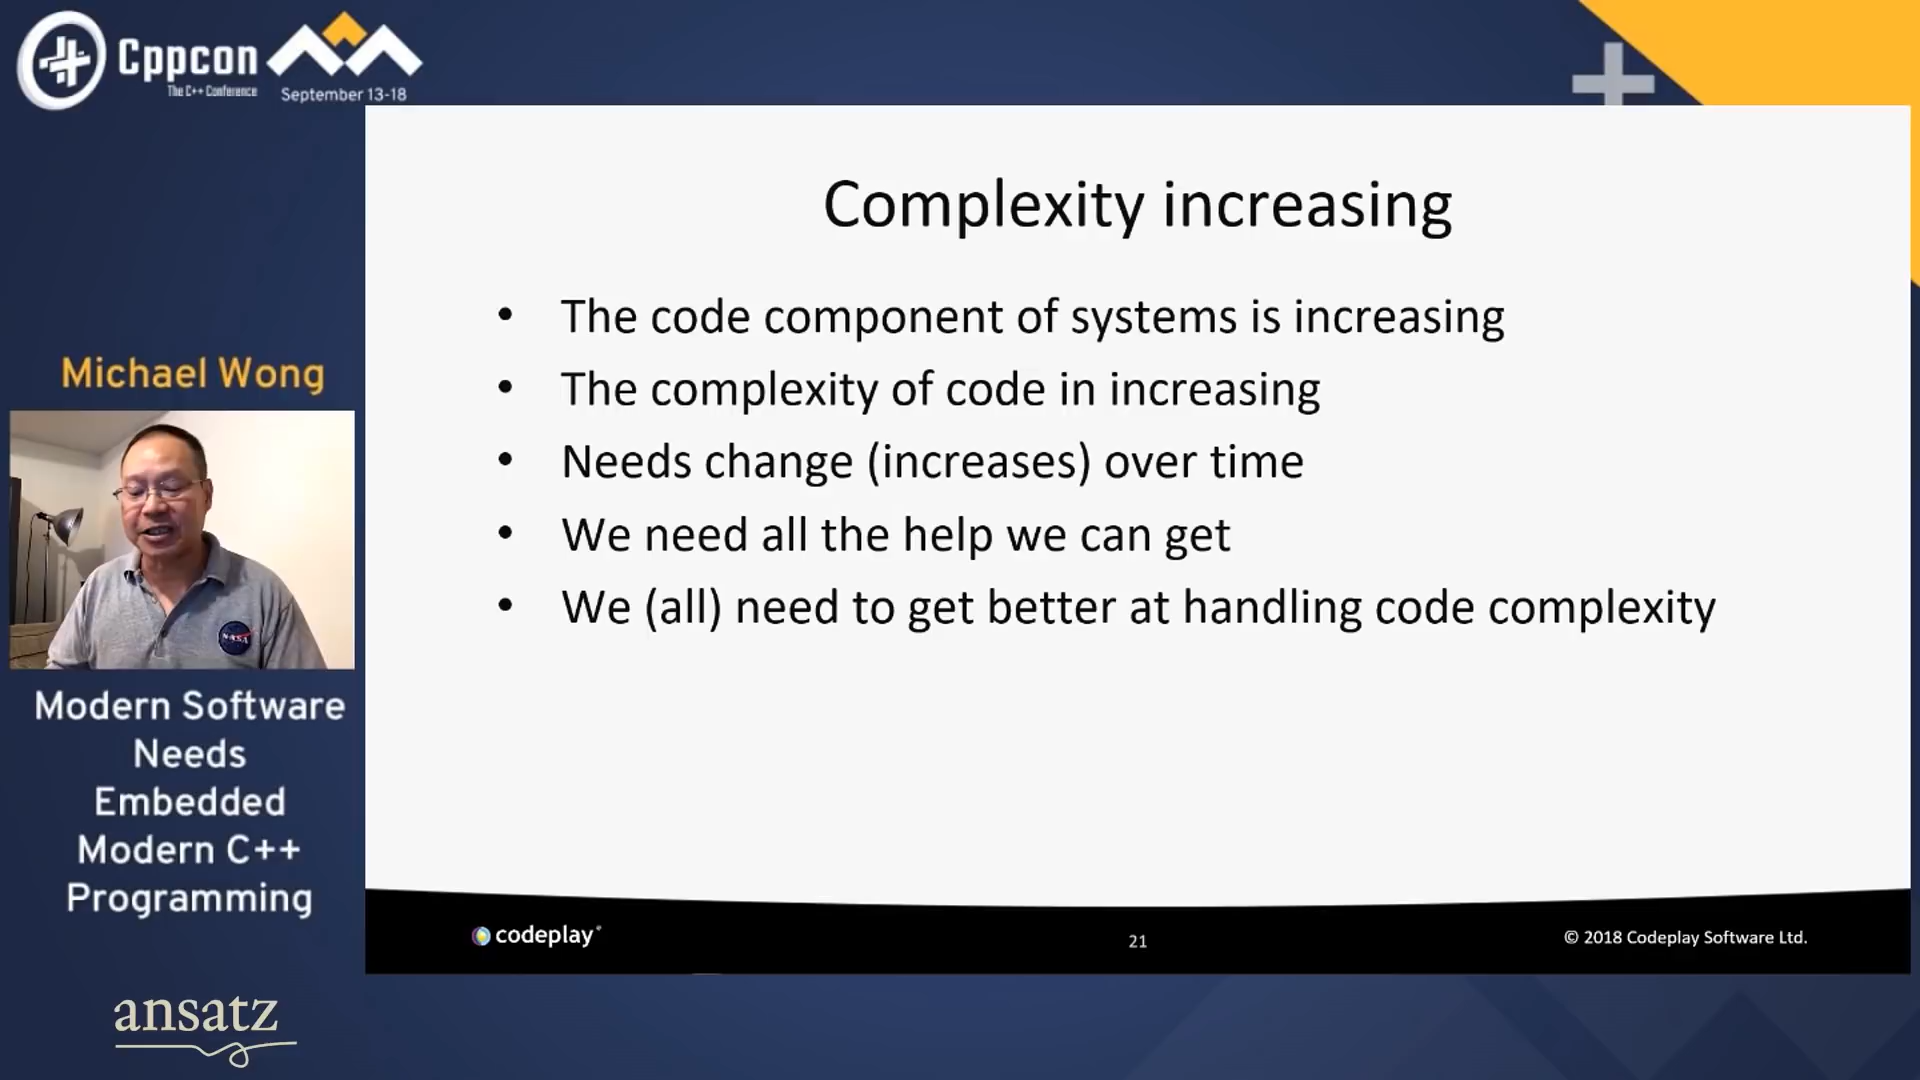 Cppcon
The C++ Conference
September 13-18
Complexity increasing
• The code component of systems is increasing
• The complexity of code in increasing
• Needs change (increases) over time
• We need all the help we can get
• We (all) need to get better at handling code complexity
Michael Wong
NASA
Modern Software
Needs
Embedded
Modern C++
Programming
codeplay
21
© 2018 Codeplay Software Ltd.
ansatz